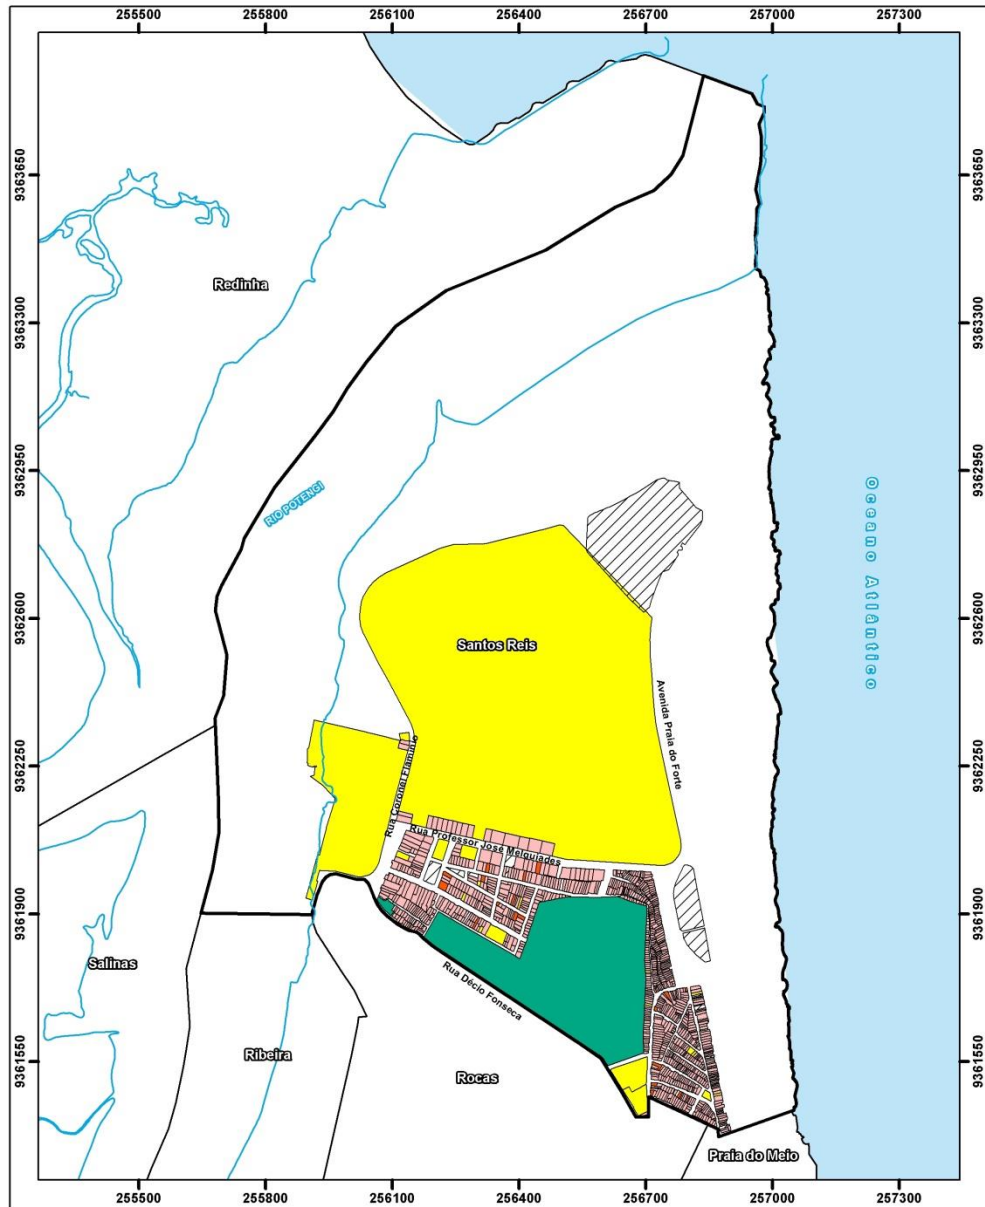 255500 255800 256100 256400 256700 257000 257300
9363650
9363650
Redinha
9363300
9363300
9362950
9362950
RIO POTENGI
Oceano Atlântico
9362600
9362600
Santos Reis
Avenida Praia do Forte
9362250
9362250
Rua Coronel Flamínio
Rua Professor José Melquiades
9361900
9361900
Salinas
Rua Décio Fonseca
Ribeira
9361550
9361550
Rocas
Praia do Meio
255500 255800 256100 256400 256700 257000 257300